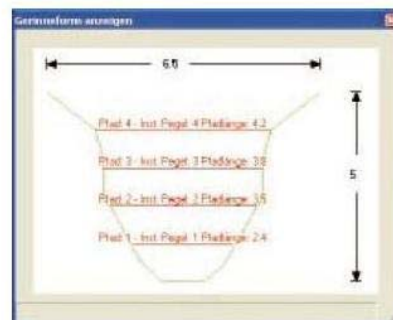 Gerinneform anzeigen
6.5
Pfad 4 - Inst. Pegel: 4 Pfadlänge: 4.2
Pfad 3 - Inst. Pegel: 3 Pfadlänge: 3.8
5
Pfad 2 - Inst. Pegel: 2 Pfadlänge: 3.5
Pfad 1 - Inst. Pegel: 1 Pfadlänge: 2.4